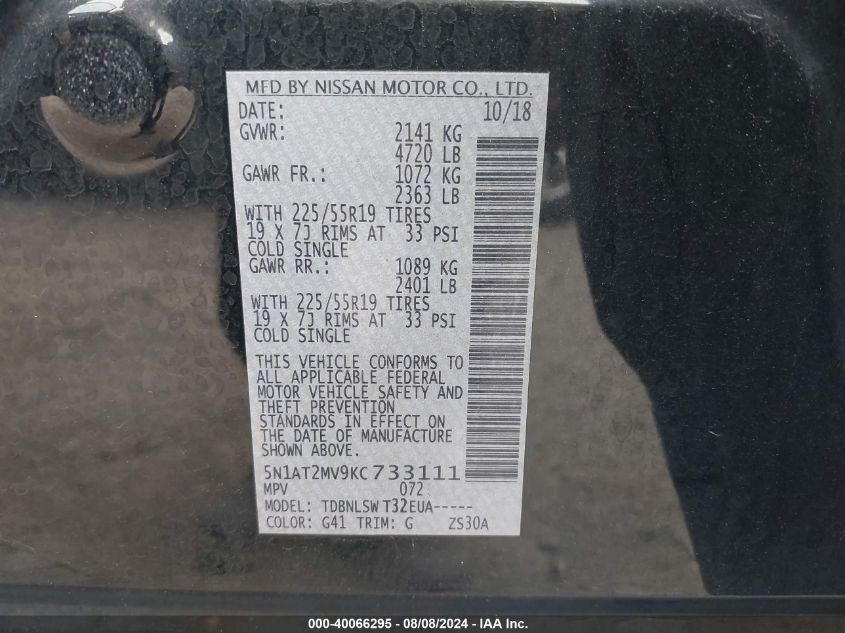 MFD BY NISSAN MOTOR CO., LTD.
DATE: 10/18
GVWR: 2141 KG
4720 LB
GAWR FR.: 1072 KG
2363 LB
WITH 225/55R19 TIRES
19 X 7J RIMS AT 33 PSI
COLD SINGLE
GAWR RR.: 1089 KG
2401 LB
WITH 225/55R19 TIRES
19 X 7J RIMS AT 33 PSI
COLD SINGLE
THIS VEHICLE CONFORMS TO
ALL APPLICABLE FEDERAL
MOTOR VEHICLE SAFETY AND
THEFT PREVENTION
STANDARDS IN EFFECT ON
THE DATE OF MANUFACTURE
SHOWN ABOVE.
5N1AT2MV9KC733111
MPV 072
MODEL: TDBNLSW T32EUA-----
COLOR: G41 TRIM: G ZS30A
000-40066295 - 08/08/2024 - IAA Inc.